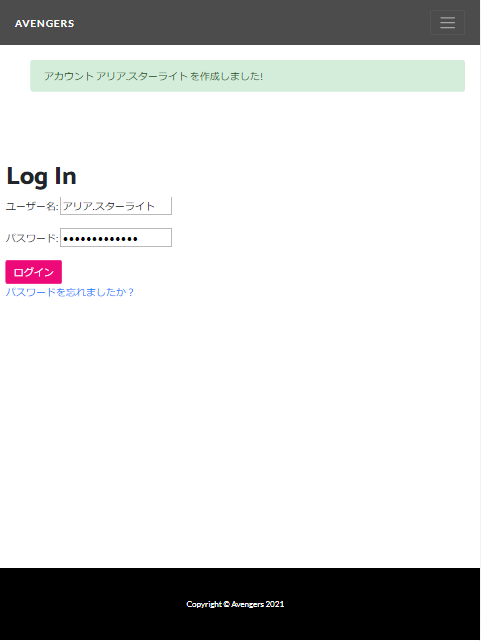 AVENGERS
アカウント アリア.スターライト を作成しました!
Log In
ユーザー名: アリア.スターライト
パスワード: •••••••••••••
ログイン
パスワードを忘れましたか？
Copyright © Avengers 2021